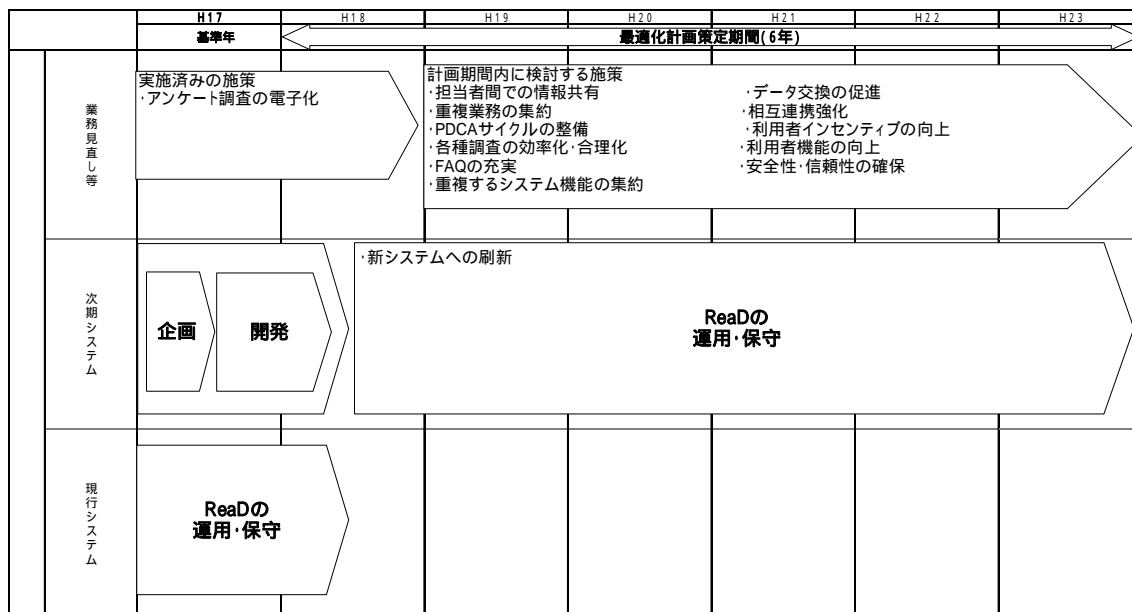 H17 H18 H19 H20 H21 H22 H23
基準年 最適化計画策定期間(6年)
業務見直し等
実施済みの施策
・アンケート調査の電子化
計画期間内に検討する施策
・担当者間での情報共有
・重複業務の集約
・PDCAサイクルの整備
・各種調査の効率化・合理化
・FAQの充実
・重複するシステム機能の集約
・データ交換の促進
・相互連携強化
・利用者インセンティブの向上
・利用者機能の向上
・安全性・信頼性の確保
次期システム
企画
開発
・新システムへの刷新
ReaDの
運用・保守
現行システム
ReaDの
運用・保守